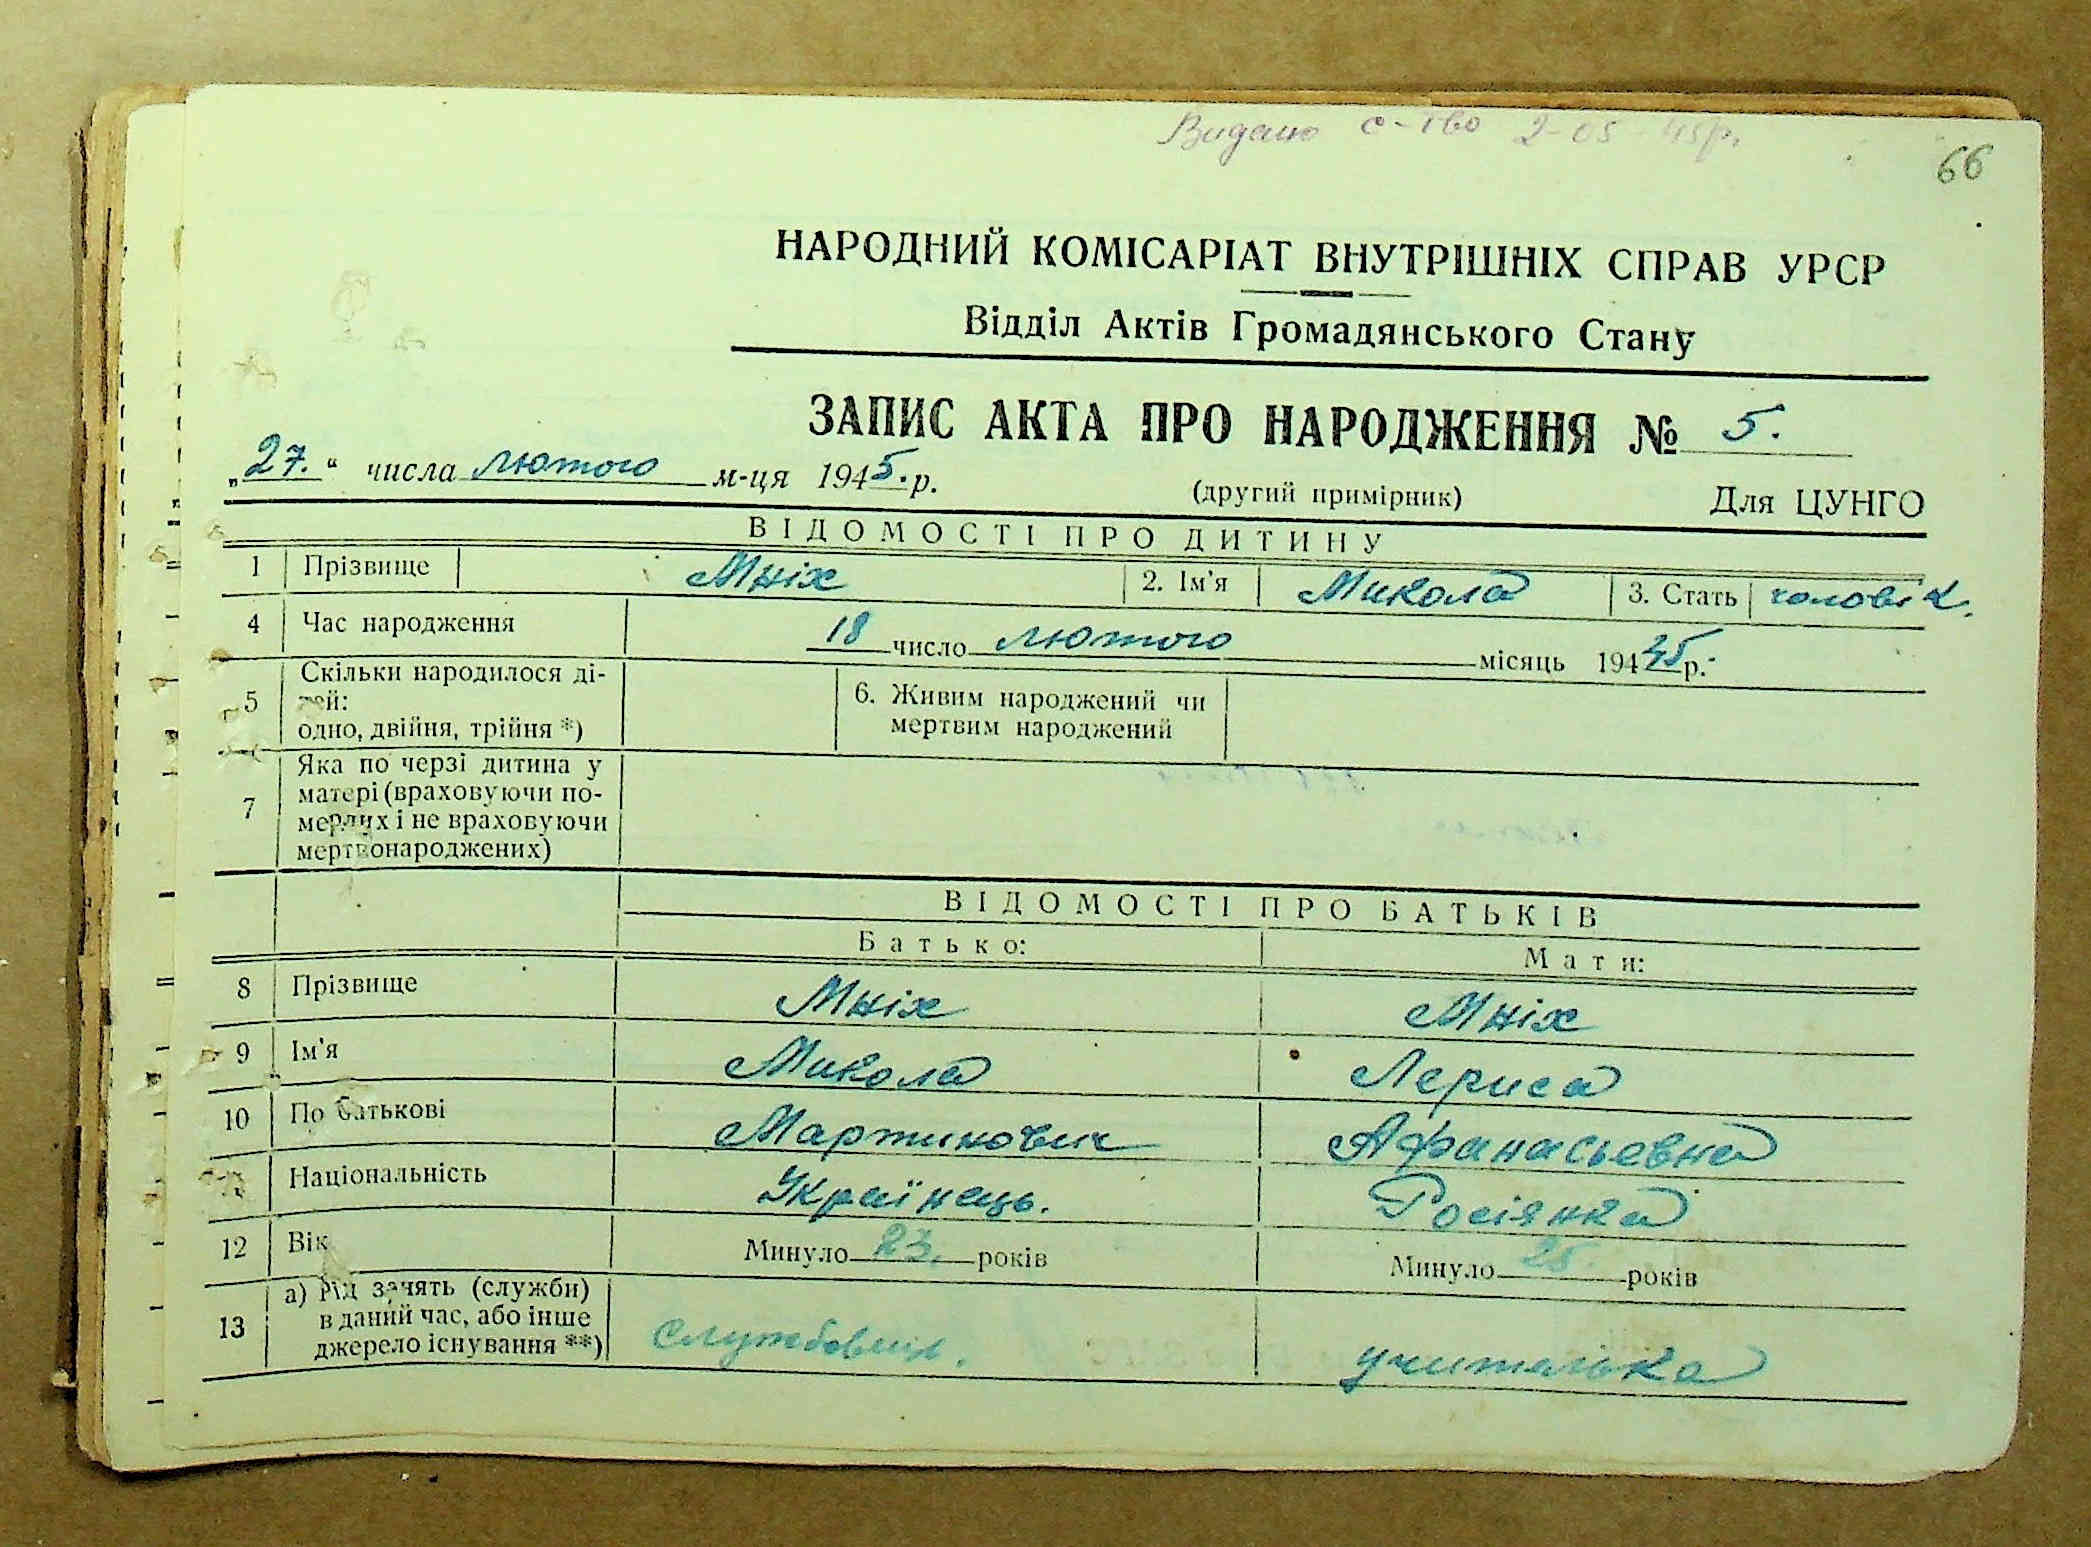 Видано с-тво 2-05 45р.
66
НАРОДНИЙ КОМІСАРІАТ ВНУТРІШНІХ СПРАВ УРСР
Відділ Актів Громадянського Стану
ЗАПИС АКТА ПРО НАРОДЖЕННЯ № 5.
„27.“ числа лютого м-ця 1945.р.
(другий примірник) Для ЦУНГО
ВІДОМОСТІ ПРО ДИТИНУ
1 Прізвище Мніх 2. Ім'я Микола 3. Стать чоловіч.
4 Час народження 18 число лютого місяць 19445р.-
5 Скільки народилося ді-
тей:
одно, двійня, трійня *)
6. Живим народжений чи
мертвим народжений
7 Яка по черзі дитина у
матері (враховуючи по-
мерлих і не враховуючи
мертвонароджених)
ВІДОМОСТІ ПРО БАТЬКІВ
Батько: Мати:
8 Прізвище Мніх Мніх
9 Ім'я Микола Лериса
10 По батькові Мартинович Афанасьевна
Національність Українець. Росіянка
12 Вік Минуло 23. років Минуло 25. років
13 а) Рід занять (служби)
в даний час, або інше
джерело існування **)
учителька